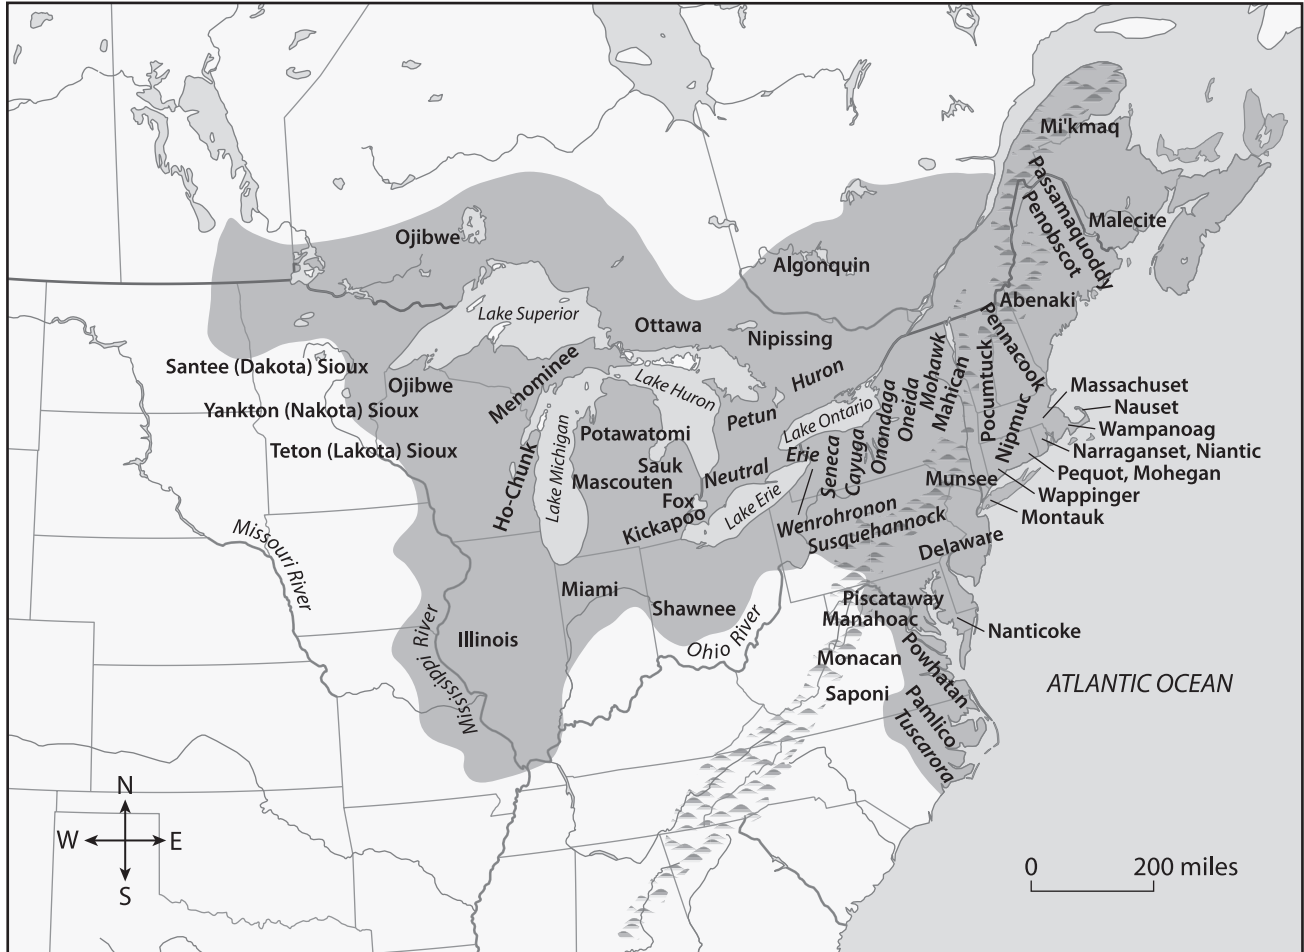 Mi'kmaq
Passamaquoddy
Penobscot
Malecite
Ojibwe
Algonquin
Abenaki
Lake Superior
Ottawa
Nipissing
Pennacook
Santee (Dakota) Sioux
Ojibwe
Menominee
Lake Huron
Huron
Mohawk
Mahican
Pocumtuck
Massachuset
Nauset
Yankton (Nakota) Sioux
Petun
Lake Ontario
Onondaga
Oneida
Nipmuc
Wampanoag
Teton (Lakota) Sioux
Lake Michigan
Potawatomi
Erie
Seneca
Cayuga
Narraganset, Niantic
Ho-Chunk
Sauk
Mascouten
Neutral
Munsee
Pequot, Mohegan
Fox
Lake Erie
Wappinger
Kickapoo
Wenrohronon
Susquehannock
Montauk
Missouri River
Delaware
Miami
Shawnee
Piscataway
Manahoac
Mississippi River
Illinois
Ohio River
Nanticoke
Monacan
Powhatan
Saponi
Pamlico
Tuscarora
ATLANTIC OCEAN
N
W E
S
0 200 miles